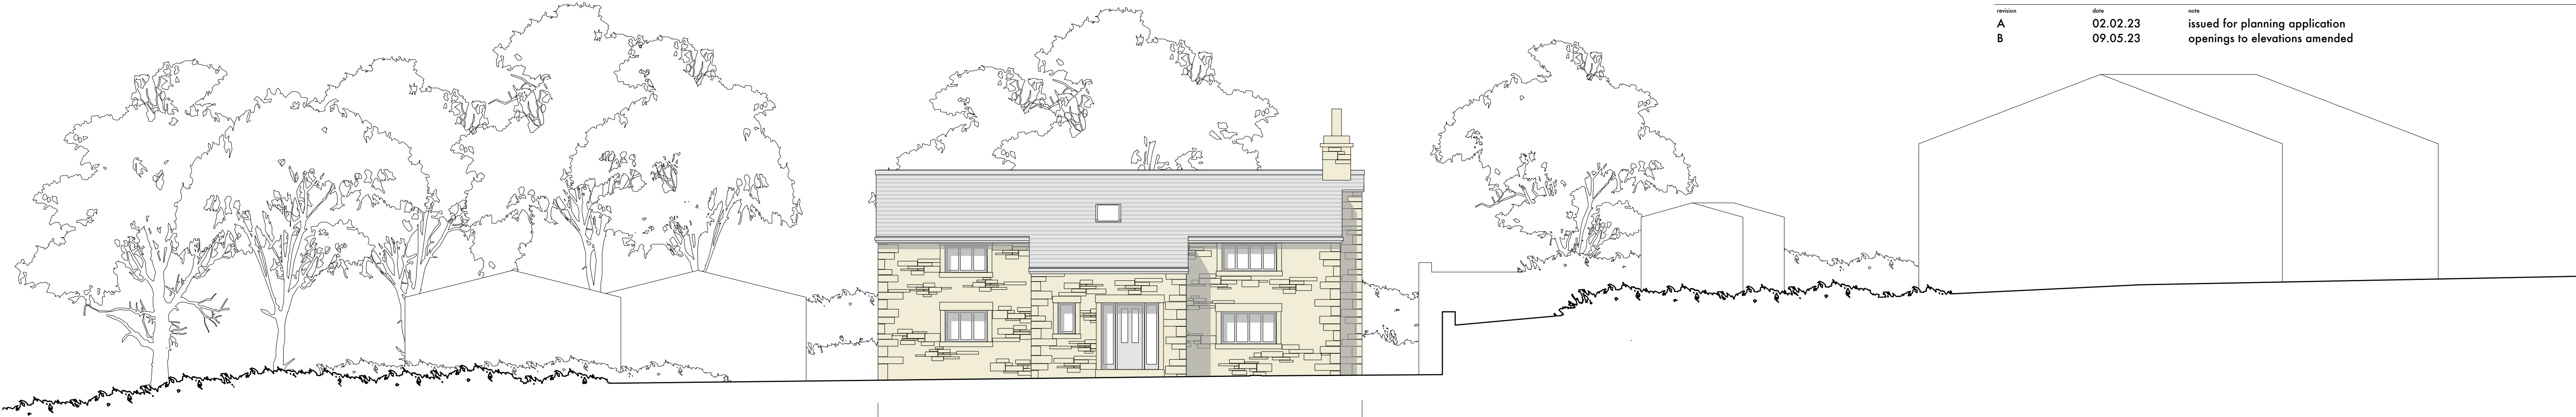 revision date note
A 02.02.23 issued for planning application
B 09.05.23 openings to elevations amended